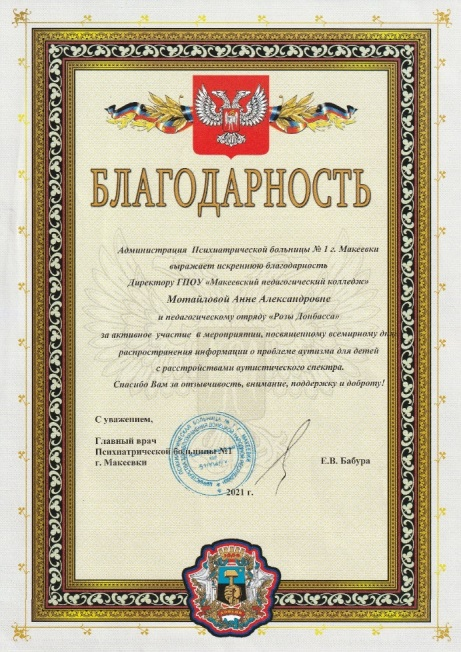 БЛАГОДАРНОСТЬ
Администрация Психиатрической больницы № 1 г. Макеевки
выражает искреннюю благодарность
Директору ГПОУ «Макеевский педагогический колледж»
Мотайловой Анне Александровне
и педагогическому отряду «Розы Донбасса»
за активное участие в мероприятии, посвященному всемирному дню
распространения информации о проблеме аутизма для детей
с расстройствами аутистического спектра.
Спасибо Вам за отзывчивость, внимание, поддержку и доброту!
С уважением,
Главный врач
Психиатрической больницы №1
г. Макеевки
Е.В. Бабура
2021 г.